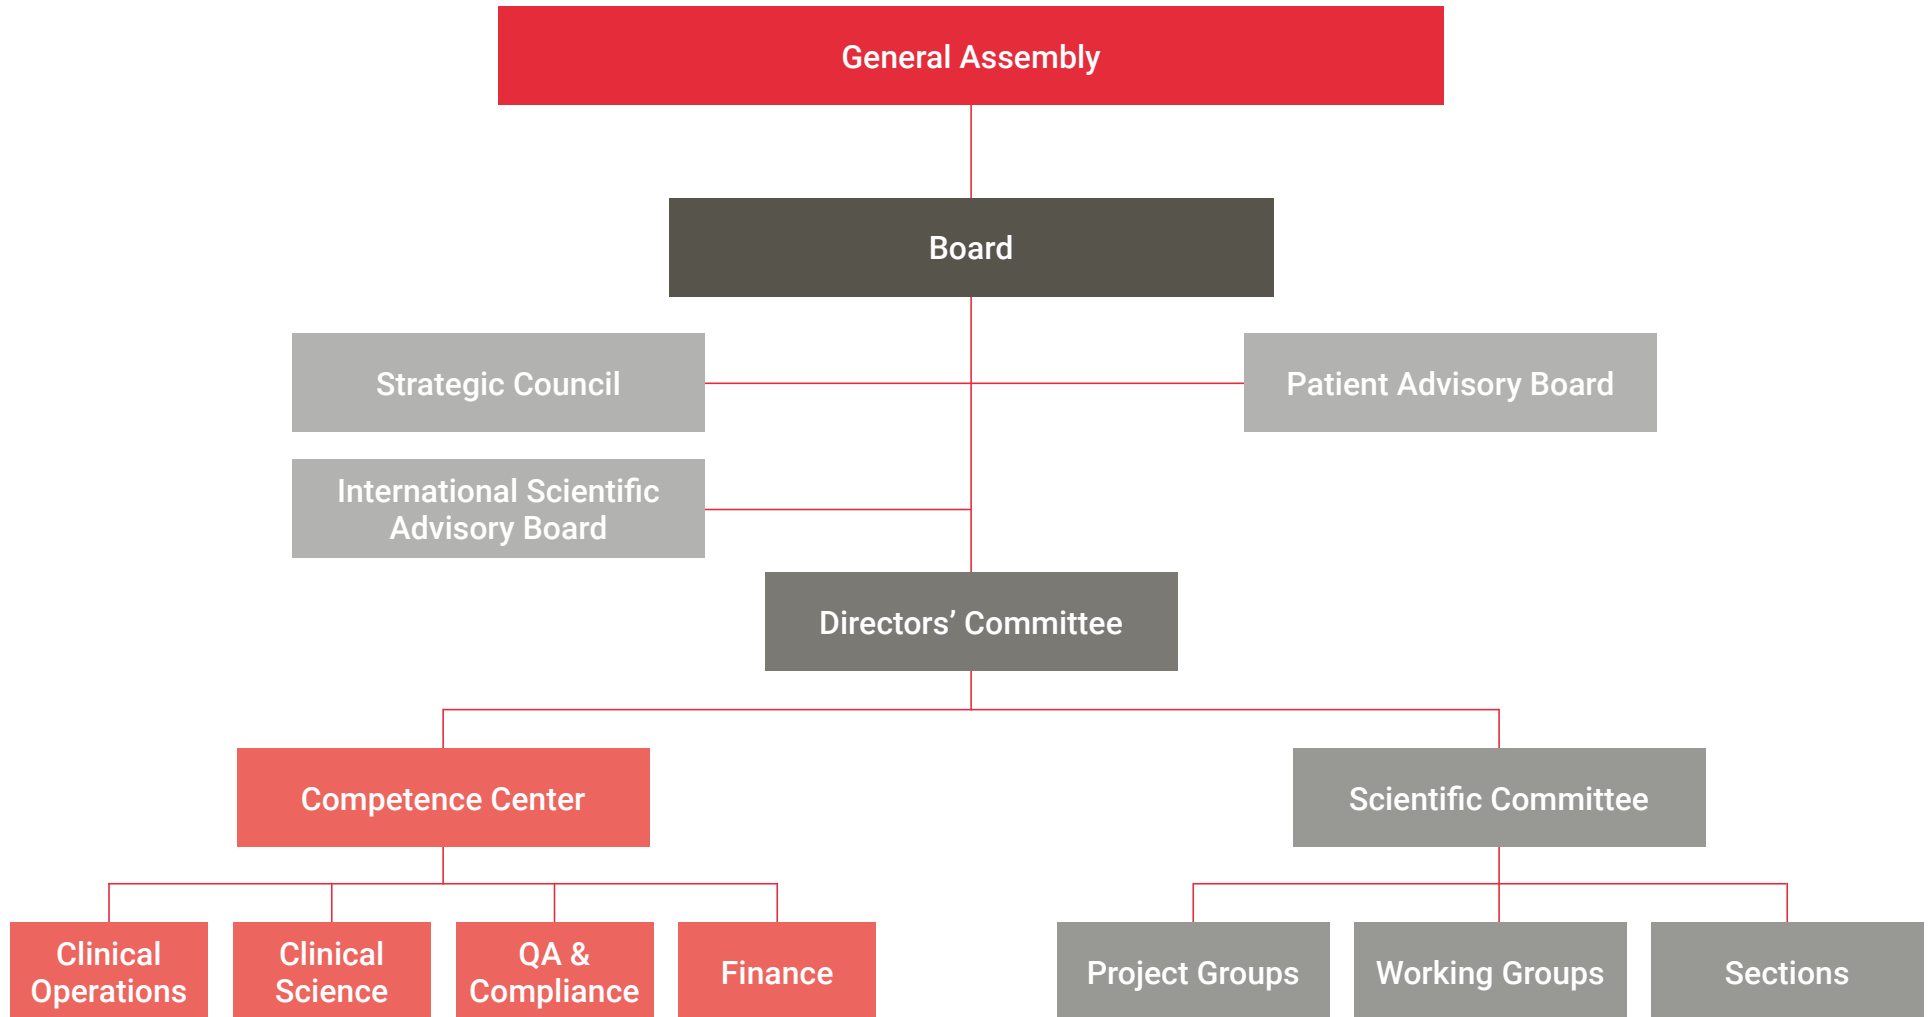 General Assembly
Board
Strategic Council
Patient Advisory Board
International Scientific
Advisory Board
Directors’ Committee
Competence Center
Scientific Committee
Clinical
Operations
Clinical
Science
QA &
Compliance
Finance
Project Groups
Working Groups
Sections